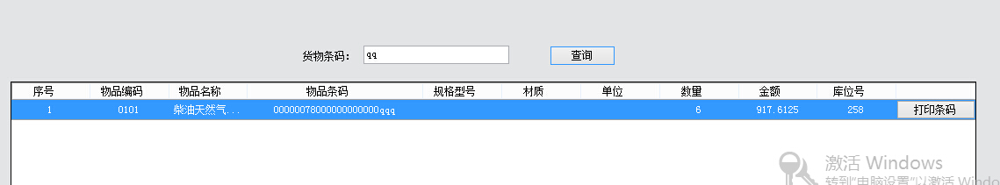 货物条码： qq 查询
序号 物品编码 物品名称 物品条码 规格型号 材质 单位 数量 金额 库位号
1 0101 柴油天然气... 00000078000000000000qqq 6 917.6125 258 打印条码
激活 Windows
转到"电脑设置"以激活 Windo